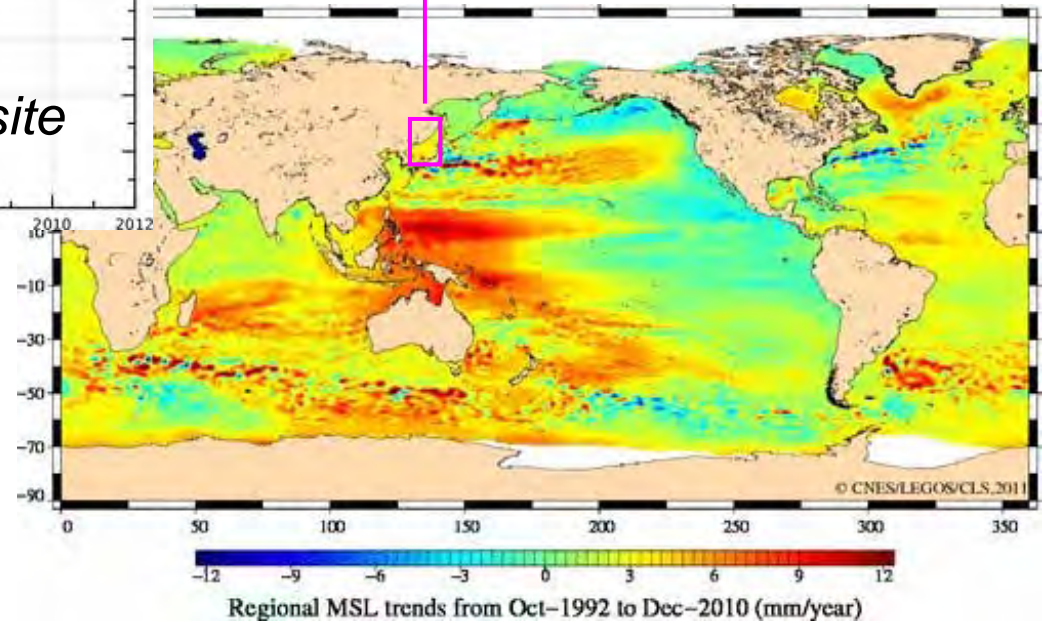 site
2010 2012
10
-10
-30
-50
-70
-90
© CNES/LEGOS/CLS,2011
0 50 100 150 200 250 300 350
-12 -9 -6 -3 0 3 6 9 12
Regional MSL trends from Oct-1992 to Dec-2010 (mm/year)